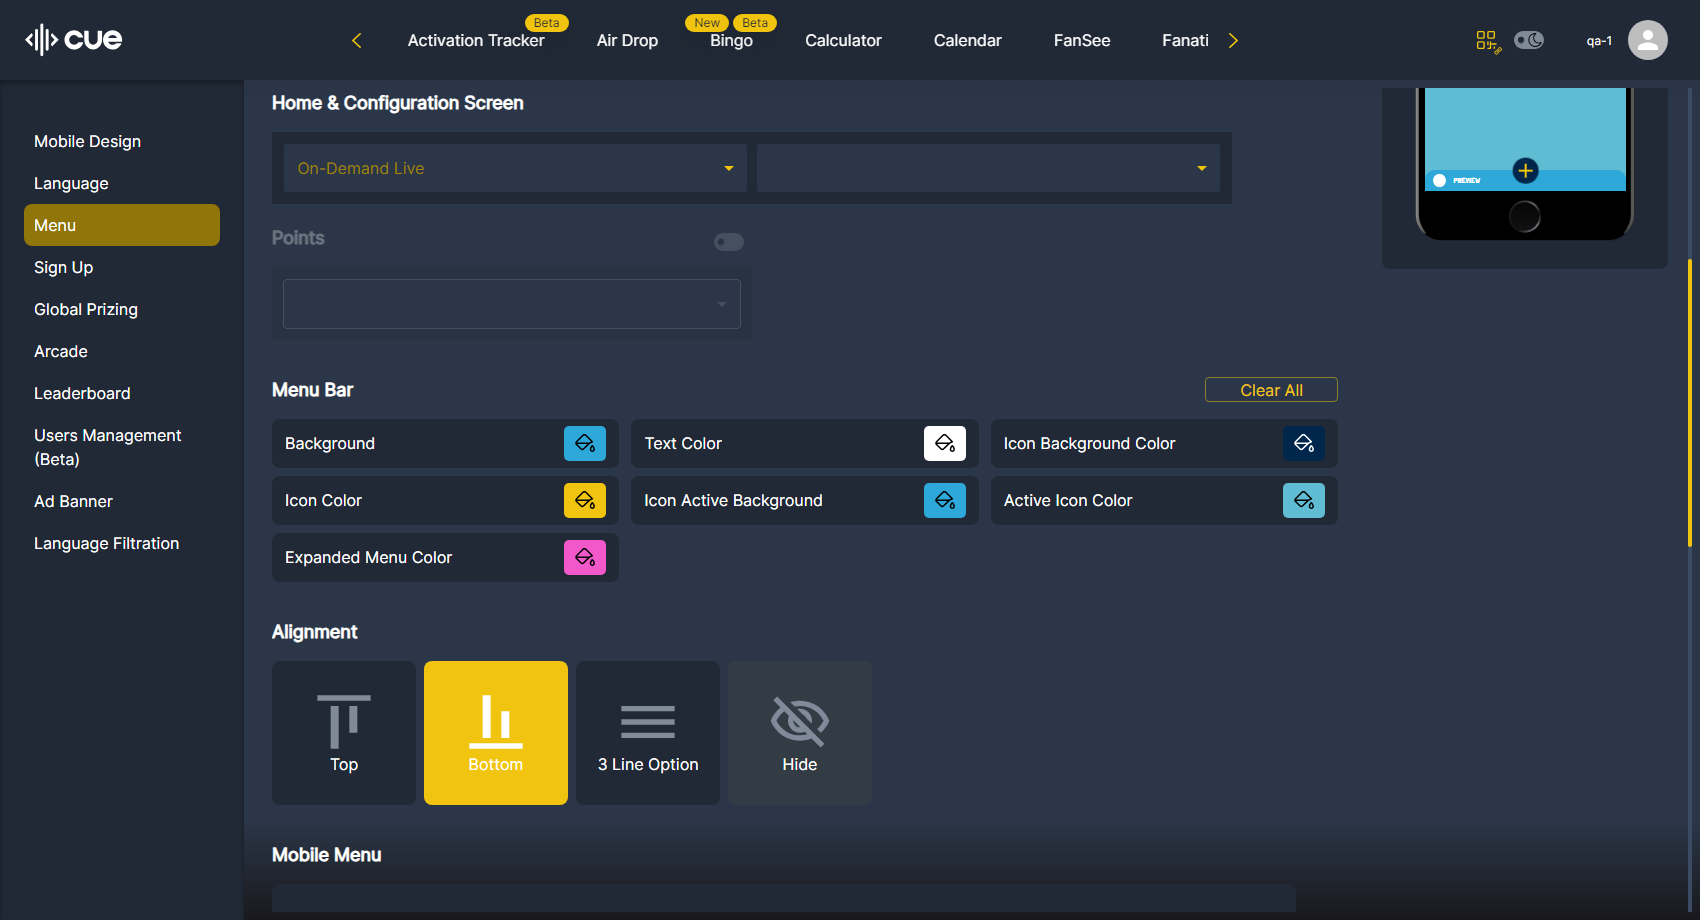 cue
Activation Tracker
Beta
Air Drop
New
Beta
Bingo
Calculator
Calendar
FanSee
Fanati
qa-1
Mobile Design
Language
Menu
Sign Up
Global Prizing
Arcade
Leaderboard
Users Management
(Beta)
Ad Banner
Language Filtration
Home & Configuration Screen
On-Demand Live
PREVIEW
Points
Menu Bar
Clear All
Background
Text Color
Icon Background Color
Icon Color
Icon Active Background
Active Icon Color
Expanded Menu Color
Alignment
Top
Bottom
3 Line Option
Hide
Mobile Menu